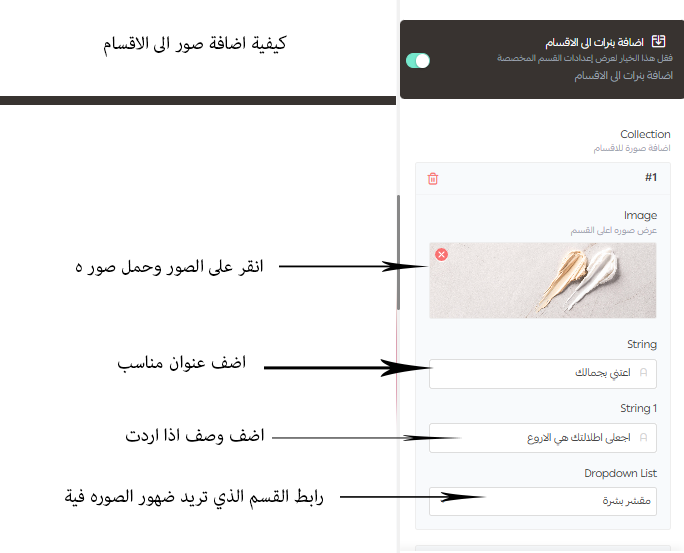 كيفية اضافة صور الى الاقسام
اضافة بنرات الى الاقسام
فقل هذا الخيار لعرض إعدادات القسم المخصصة
اضافة بنرات الى الاقسام
Collection
اضافة صورة للاقسام
#1
Image
عرض صوره اعلى القسم
انقر على الصور وحمل صور ه
String
اضف عنوان مناسب
اعتني بجمالك
String 1
اضف وصف اذا اردت
اجعلى اطلالتك هي الاروع
Dropdown List
رابط القسم الذي تريد ضهور الصوره فية
مقشر بشرة